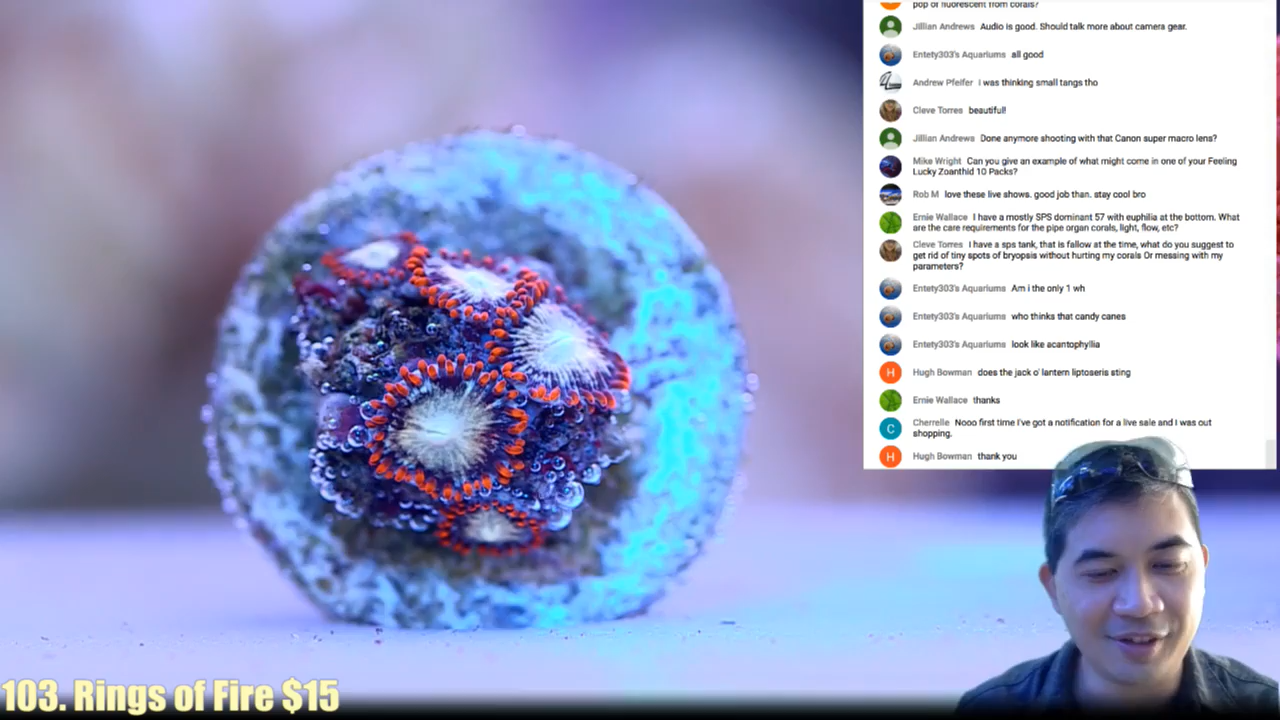 pop of fluorescent from corals?
Jillian Andrews Audio is good. Should talk more about camera gear.
Entety303's Aquariums all good
Andrew Pfeifer I was thinking small tangs tho
Cleve Torres beautiful!
Jillian Andrews Done anymore shooting with that Canon super macro lens?
Mike Wright Can you give an example of what might come in one of your Feeling
Lucky Zoanthid 10 Packs?
Rob M love these live shows. good job than. stay cool bro
Ernie Wallace I have a mostly SPS dominant 57 with euphilia at the bottom. What
are the care requirements for the pipe organ corals, light, flow, etc?
Cleve Torres I have a sps tank, that is fallow at the time, what do you suggest to
get rid of tiny spots of bryopsis without hurting my corals Or messing with my
parameters?
Entety303's Aquariums Am i the only 1 wh
Entety303's Aquariums who thinks that candy canes
Entety303's Aquariums look like acantophyllia
H
Hugh Bowman does the jack o' lantern liptoseris sting
Ernie Wallace thanks
C
Cherrelle Nooo first time I've got a notification for a live sale and I was out
shopping.
H
Hugh Bowman thank you
103. Rings of Fire $15